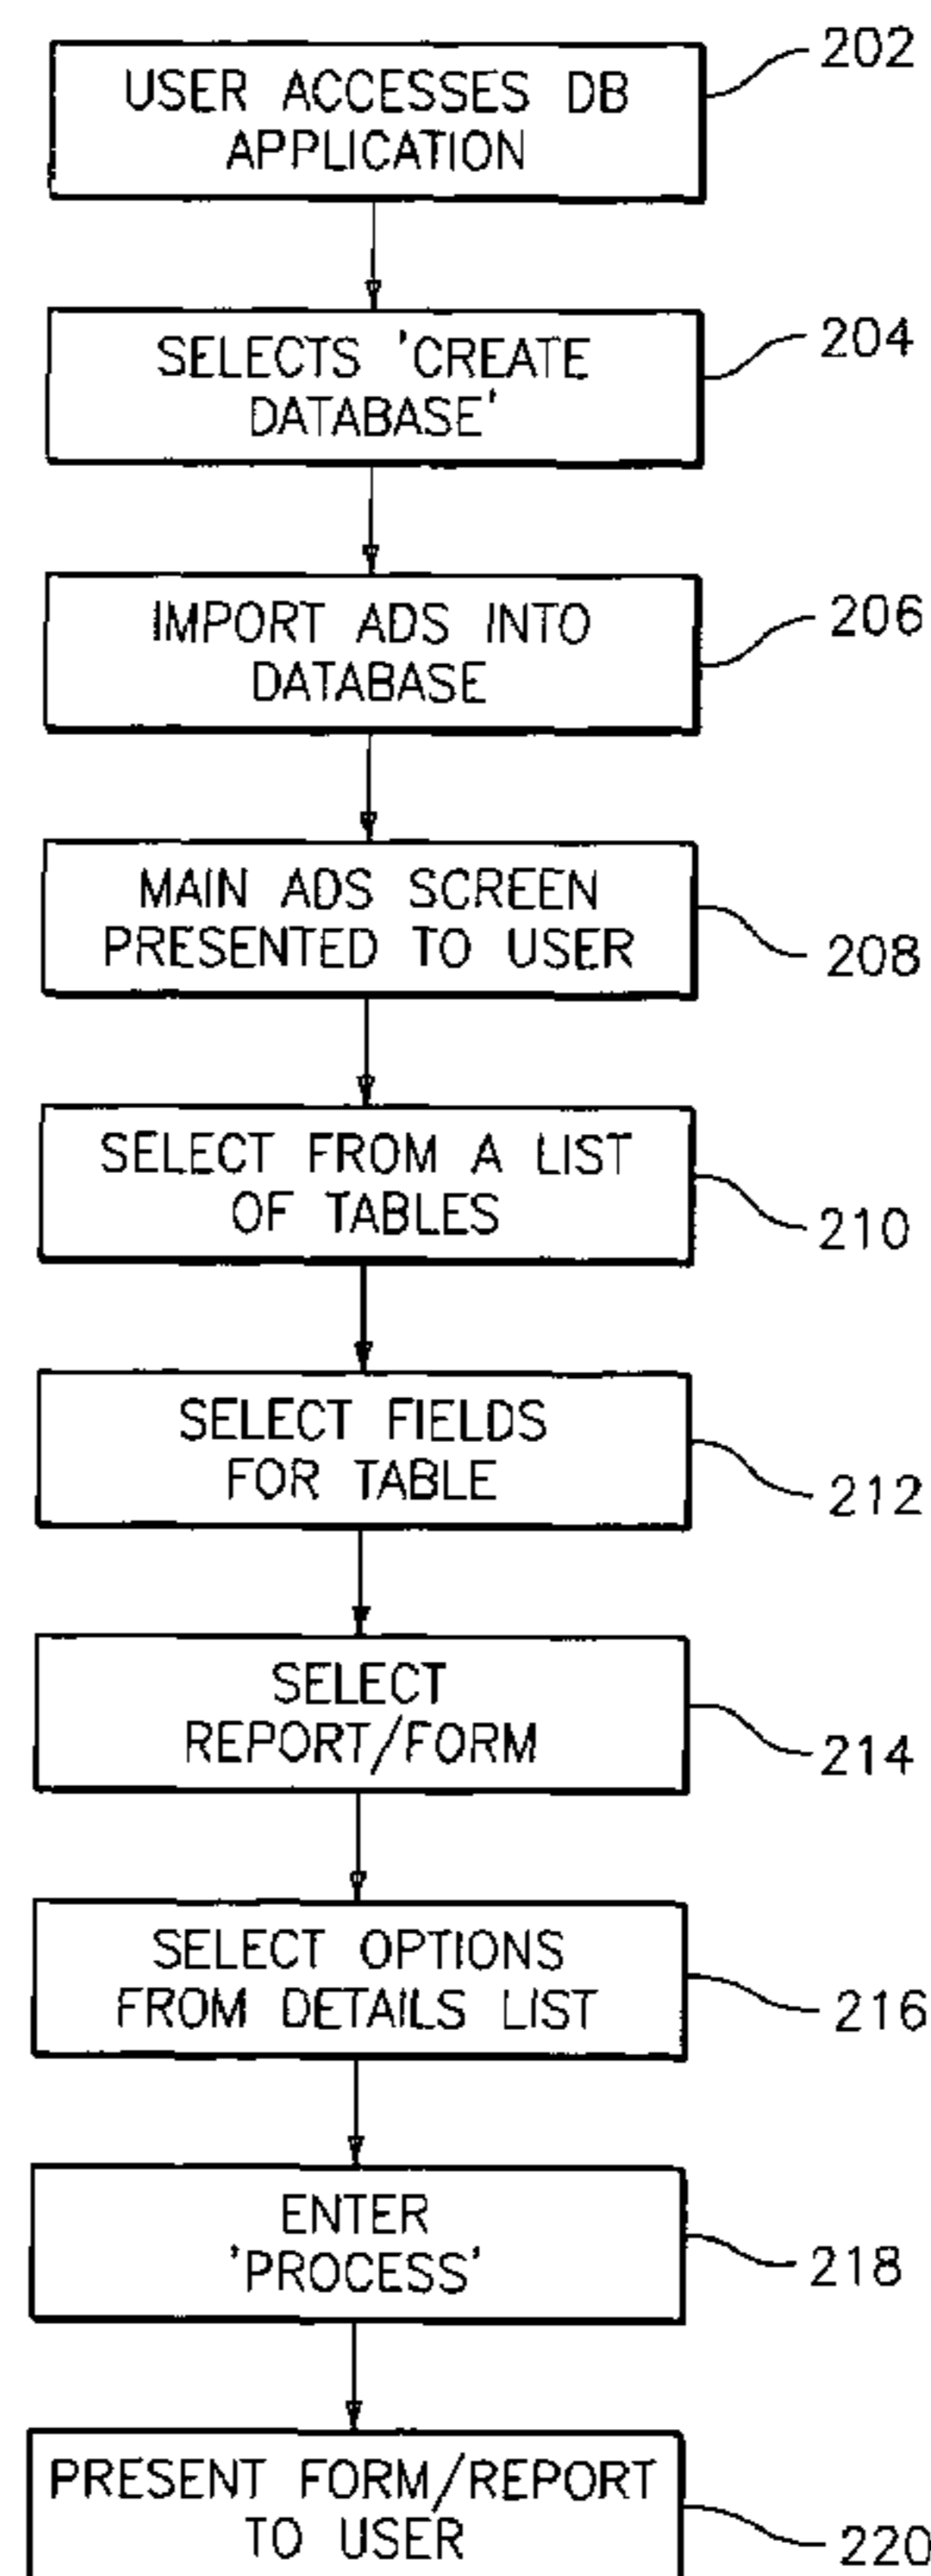 USER ACCESSES DB
APPLICATION
202
SELECTS 'CREATE
DATABASE'
204
IMPORT ADS INTO
DATABASE
206
MAIN ADS SCREEN
PRESENTED TO USER
208
SELECT FROM A LIST
OF TABLES
210
SELECT FIELDS
FOR TABLE
212
SELECT
REPORT/FORM
214
SELECT OPTIONS
FROM DETAILS LIST
216
ENTER
'PROCESS'
218
PRESENT FORM/REPORT
TO USER
220